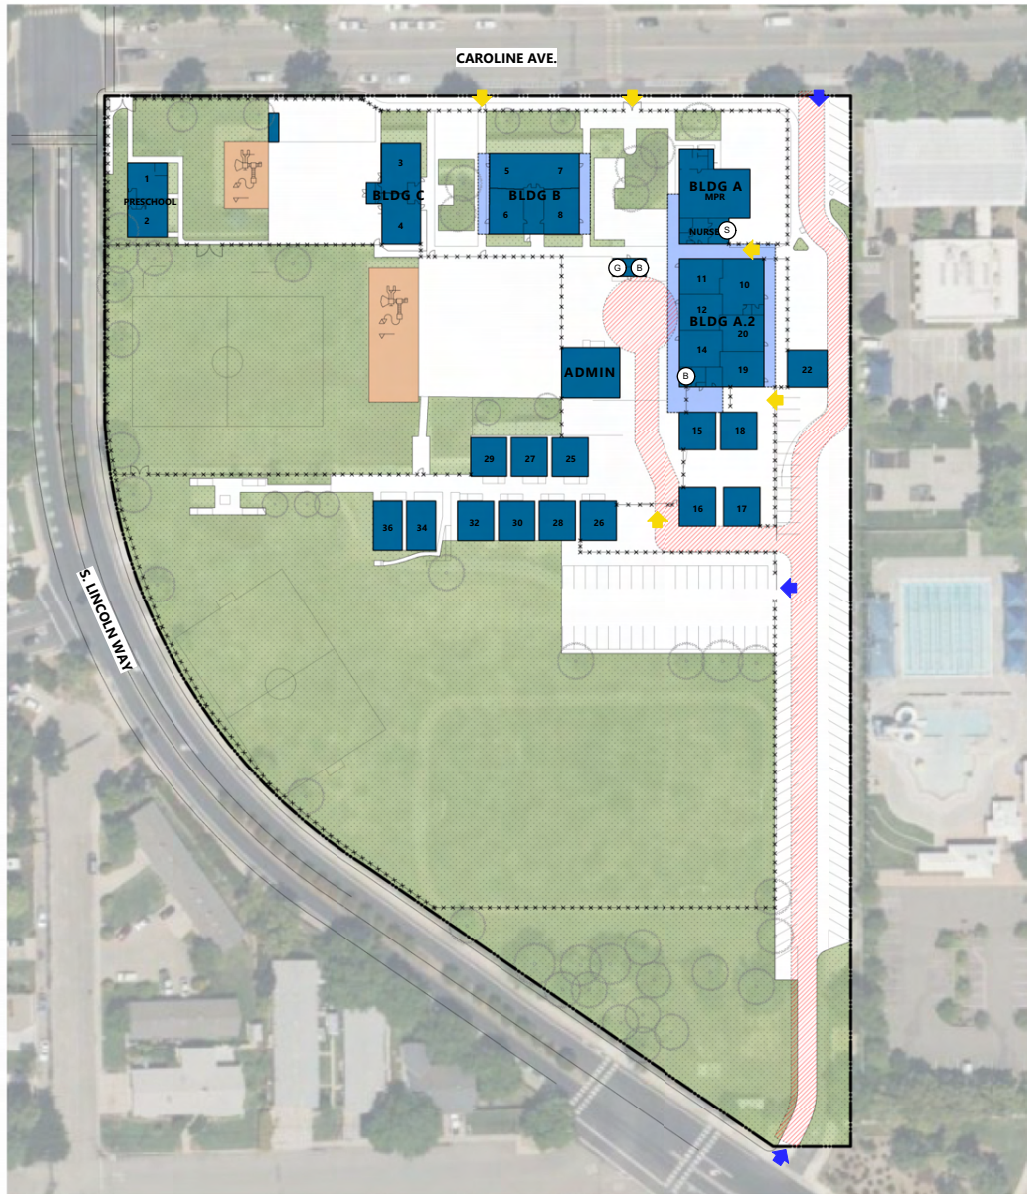 CAROLINE AVE.
3
1
5
7
BLDG A
PRESCHOOL
BLDG C
BLDG B
MPR
2
4
6
8
NURSE
S
G
B
11
10
12
BLDG A.2
20
14
ADMIN
19
22
B
15
18
29
27
25
16
17
36
34
32
30
28
26
S. LINCOLN WAY